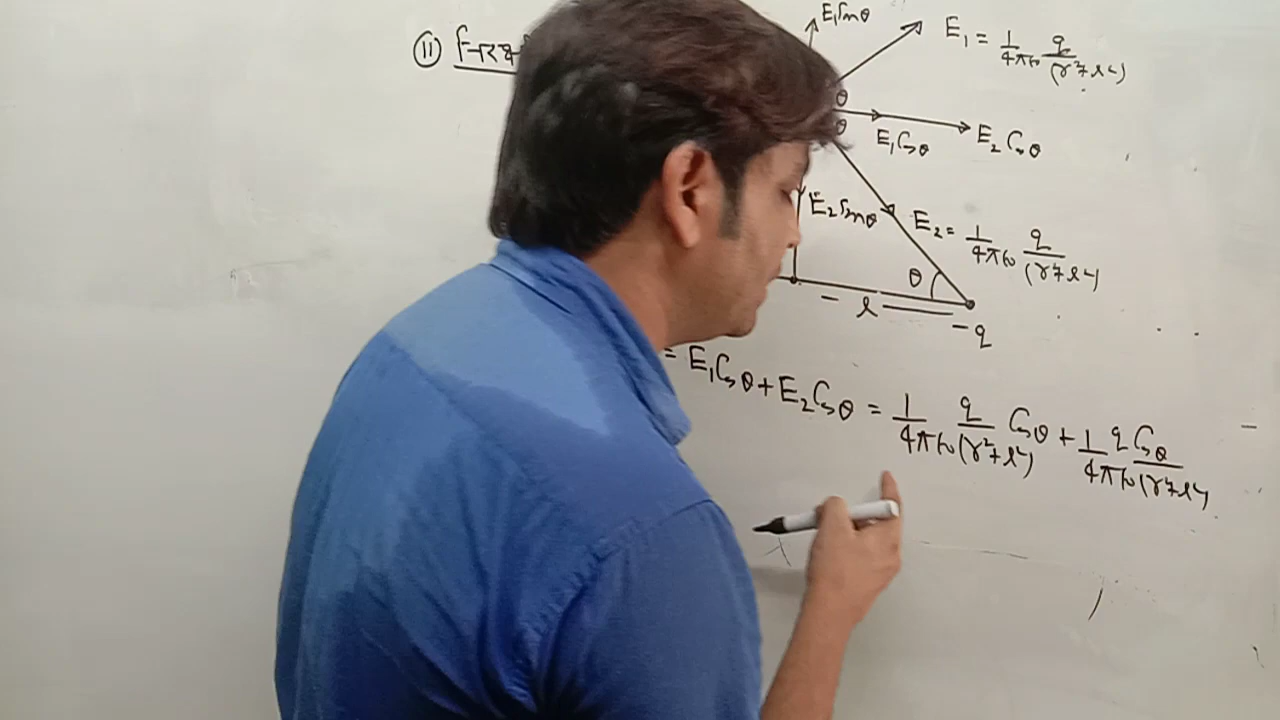 (11)
E₁Sinθ
E₁ = 1/4πε₀ q/(r²+l²)
θ
θ
E₁Cosθ
E₂Cosθ
E₂Sinθ
E₂ = 1/4πε₀ q/(r²+l²)
θ
l
-q
= E₁Cosθ + E₂Cosθ = 1/4πε₀ q/(r²+l²) Cosθ + 1/4πε₀ qCosθ/(r²+l²)